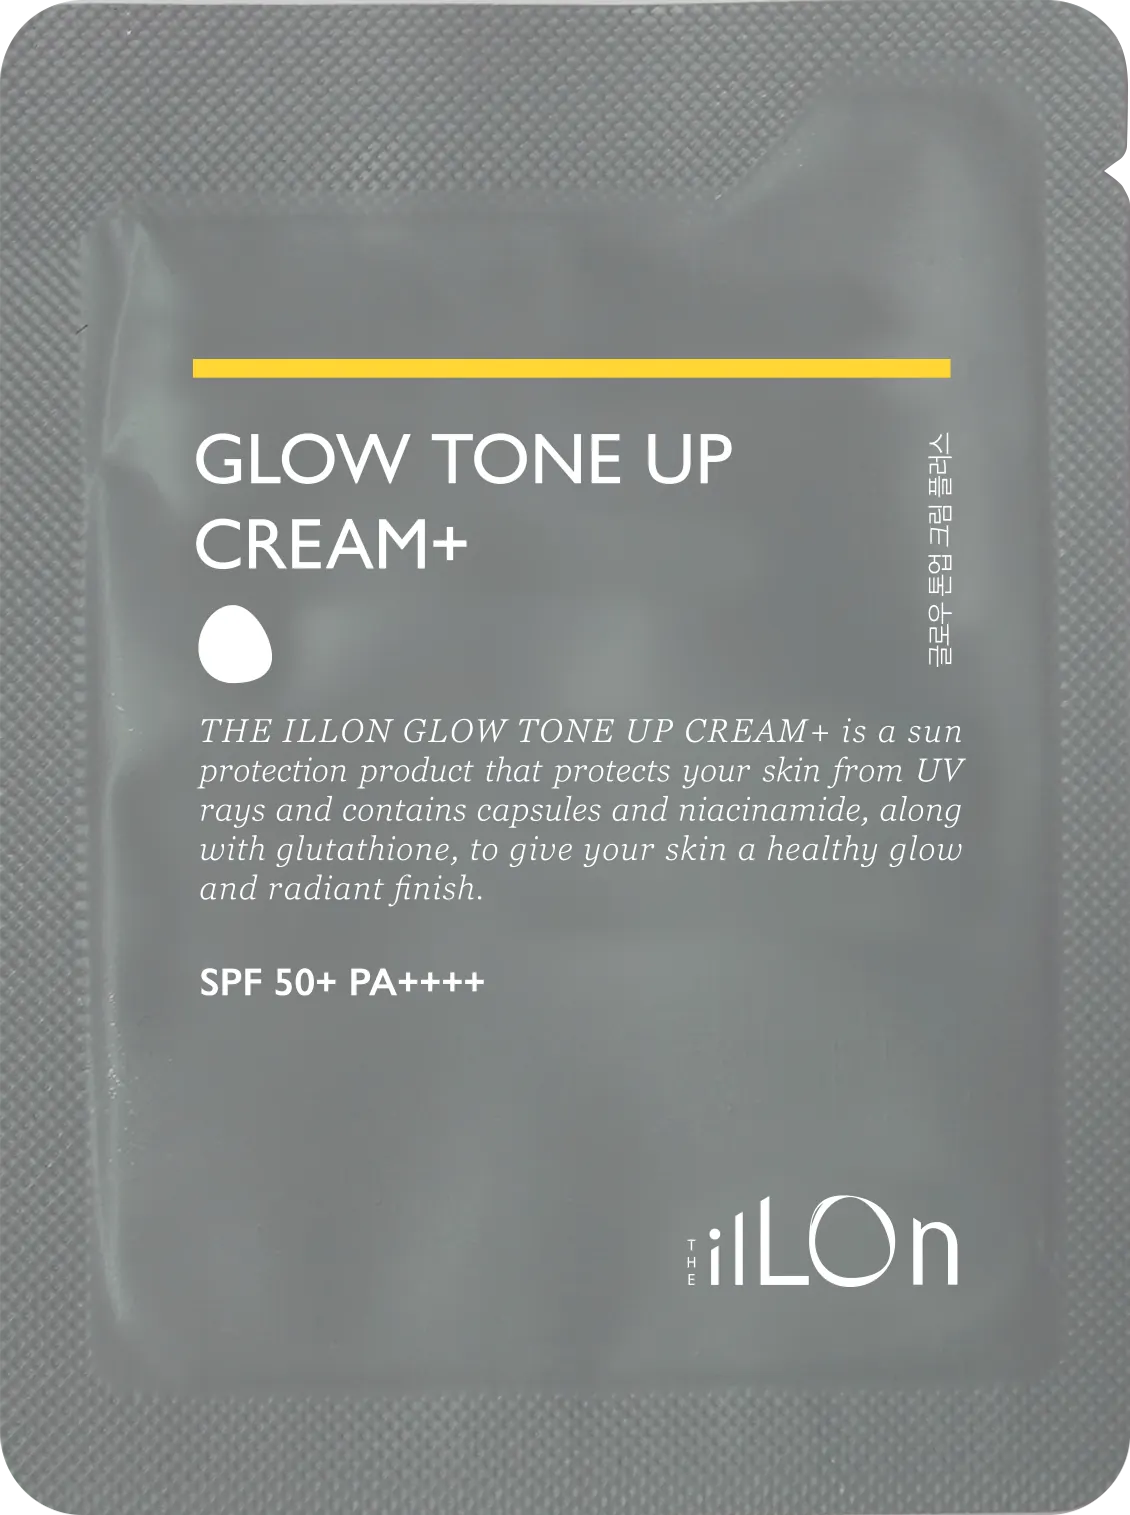 GLOW TONE UP
CREAM+
글로우 톤업 크림 플러스
THE ILLON GLOW TONE UP CREAM+ is a sun
protection product that protects your skin from UV
rays and contains capsules and niacinamide, along
with glutathione, to give your skin a healthy glow
and radiant finish.
SPF 50+ PA++++
THE illLOn